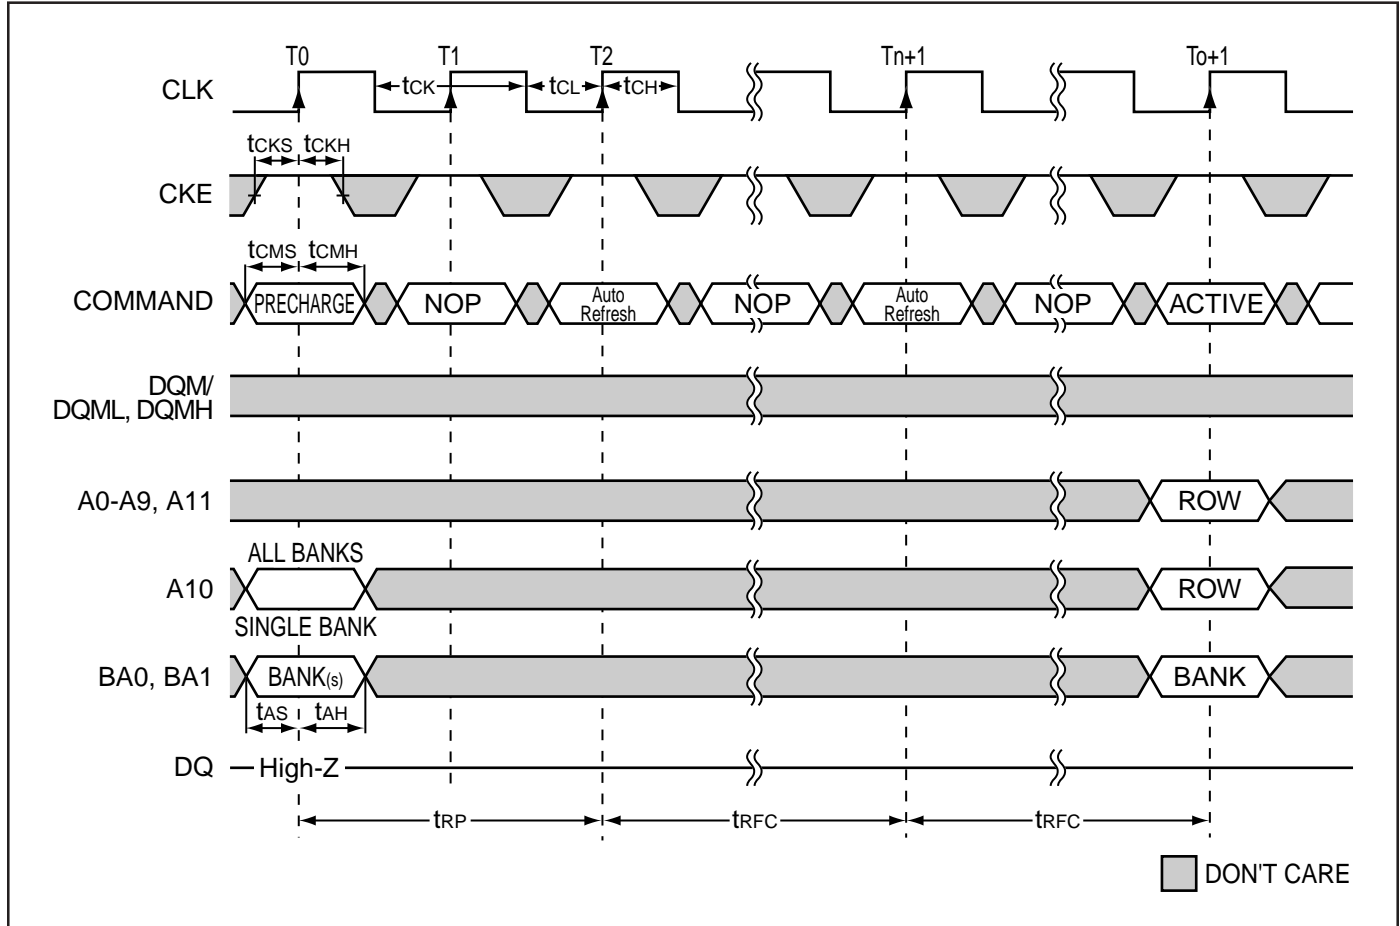 T0 T1 T2 Tn+1 To+1
CLK tCK tCL tCH
tCKS tCKH
CKE
tCMS tCMH
COMMAND PRECHARGE NOP Auto Refresh NOP Auto Refresh NOP ACTIVE
DQM/
DQML, DQMH
A0-A9, A11 ROW
ALL BANKS
A10 ROW
SINGLE BANK
BA0, BA1 BANK(s) BANK
tAS tAH
DQ High-Z
tRP tRFC tRFC
DON'T CARE